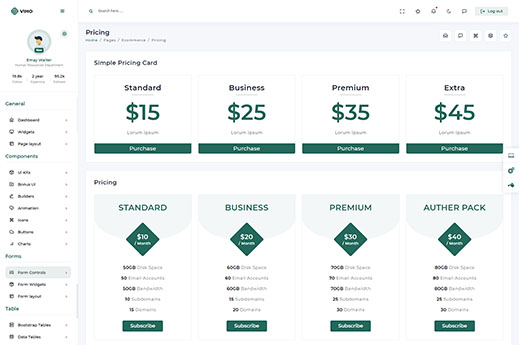 VIHO
Search here ....
Log out
Pricing
Home / Pages / Ecommerce / Pricing
Emay Walter
Human Resources Department
19.8k
2 year
95.2k
Follow
Experience
Follower
General
Dashboard
Widgets
Page layout
Components
UI Kits
Bonus UI
Builders
Animation
Icons
Buttons
Charts
Forms
Form Controls
Form Widgets
Form layout
Table
Bootstrap Tables
Data Tables
Simple Pricing Card
Standard
$15
Lorum Ipsum
Purchase
Business
$25
Lorum Ipsum
Purchase
Premium
$35
Lorum Ipsum
Purchase
Extra
$45
Lorum Ipsum
Purchase
Pricing
STANDARD
$10
/ Month
50GB Disk Space
50 Email Accounts
50GB Bandwidth
10 Subdomains
15 Domains
Subscribe
BUSINESS
$20
/ Month
60GB Disk Space
60 Email Accounts
60GB Bandwidth
15 Subdomains
20 Domains
Subscribe
PREMIUM
$30
/ Month
70GB Disk Space
70 Email Accounts
70GB Bandwidth
20 Subdomains
30 Domains
Subscribe
AUTHER PACK
$40
/ Month
80GB Disk Space
80 Email Accounts
80GB Bandwidth
25 Subdomains
30 Domains
Subscribe